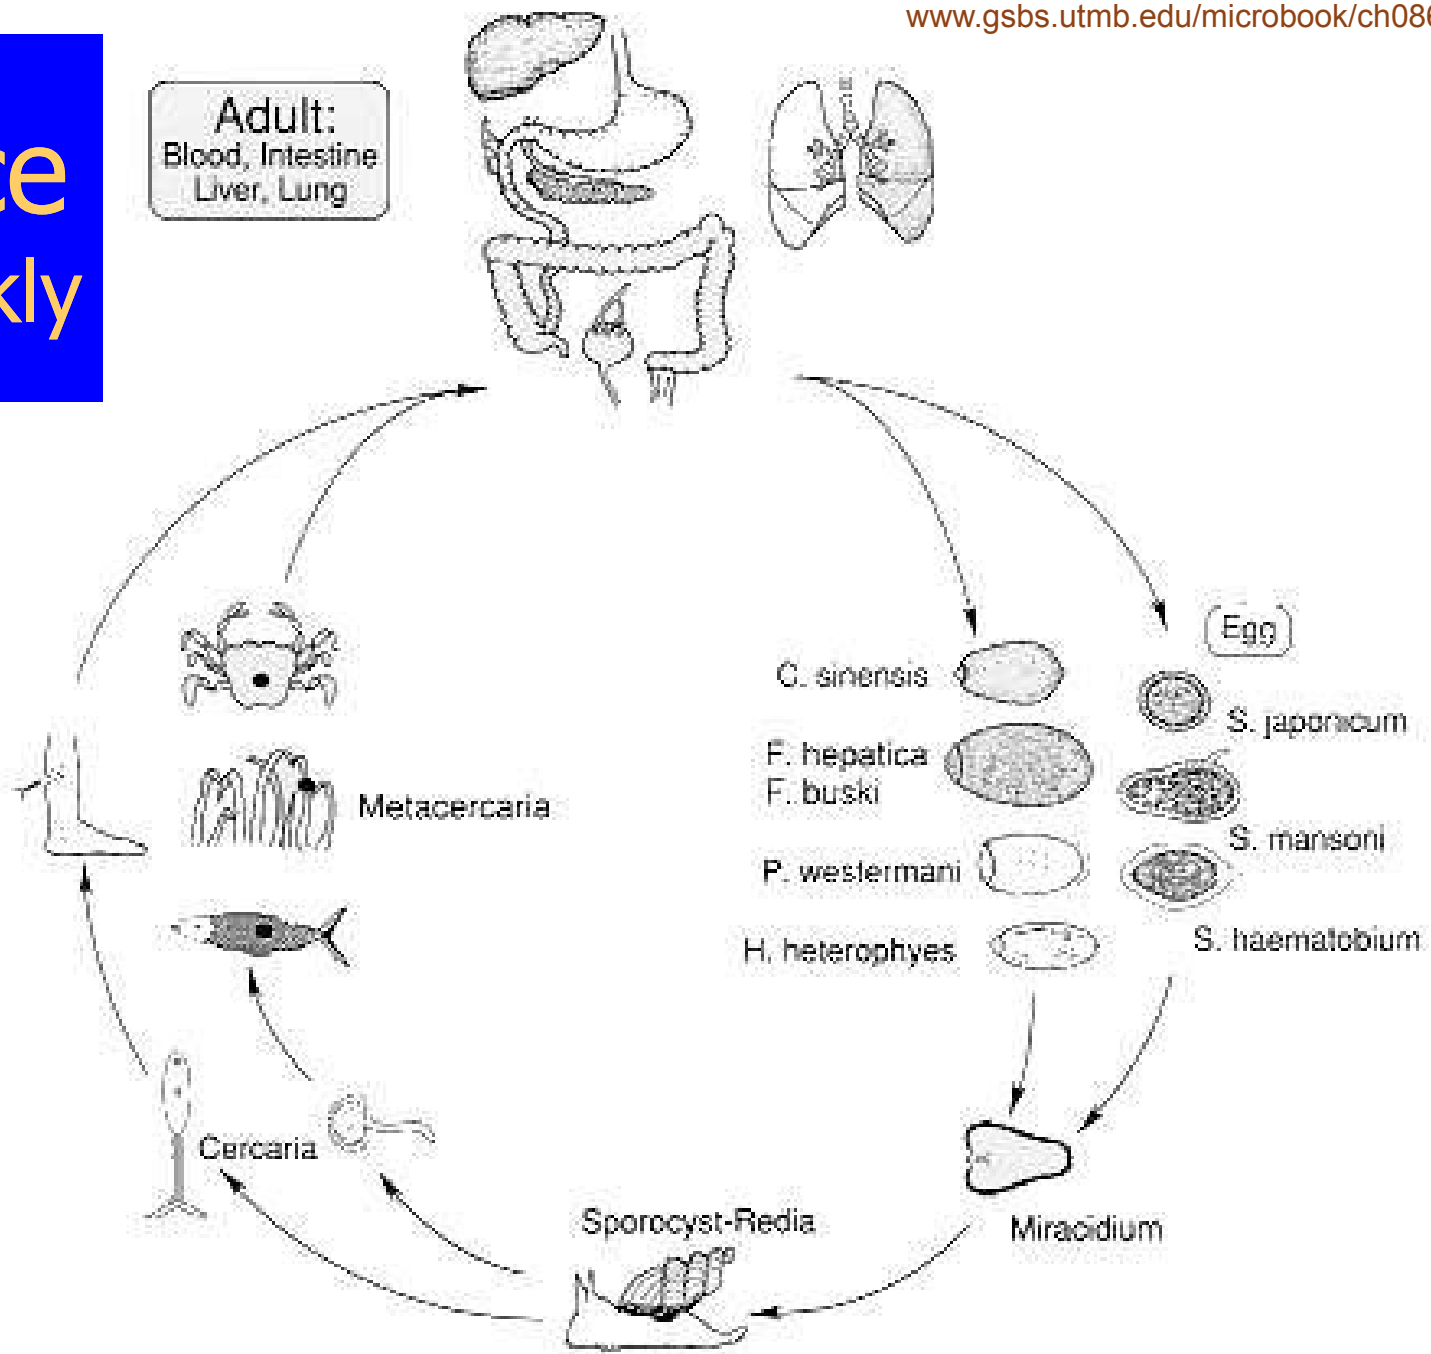 www.gsbs.utmb.edu/microbook/ch086
ce
kly
Adult:
Blood, Intestine
Liver, Lung
Egg
C. sinensis
S. japonicum
F. hepatica
F. buski
Metacercaria
S. mansoni
P. westermani
S. haematobium
H. heterophyes
Cercaria
Sporocyst-Redia
Miracidium